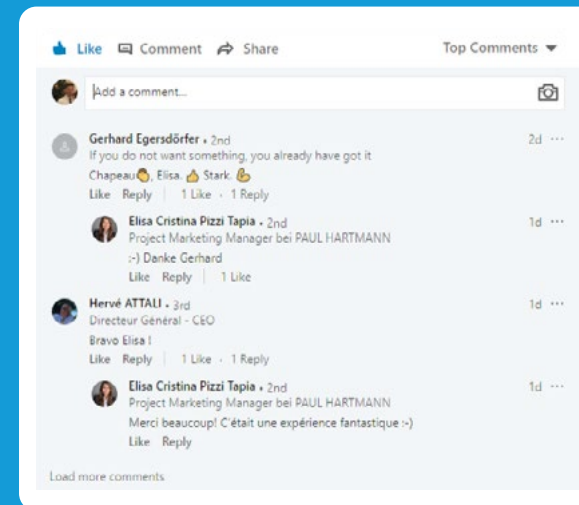 Like Comment Share Top Comments
Add a comment...
Gerhard Egersdörfer • 2nd 2d ...
If you do not want something, you already have got it
Chapeau👏, Elisa. 👍 Stark. 💪
Like Reply | 1 Like · 1 Reply
Elisa Cristina Pizzi Tapia • 2nd 1d ...
Project Marketing Manager bei PAUL HARTMANN
:-) Danke Gerhard
Like Reply | 1 Like
Hervé ATTALI • 3rd 1d ...
Directeur Général - CEO
Bravo Elisa !
Like Reply | 1 Like · 1 Reply
Elisa Cristina Pizzi Tapia • 2nd 1d ...
Project Marketing Manager bei PAUL HARTMANN
Merci beaucoup! C'était une expérience fantastique :-)
Like Reply
Load more comments